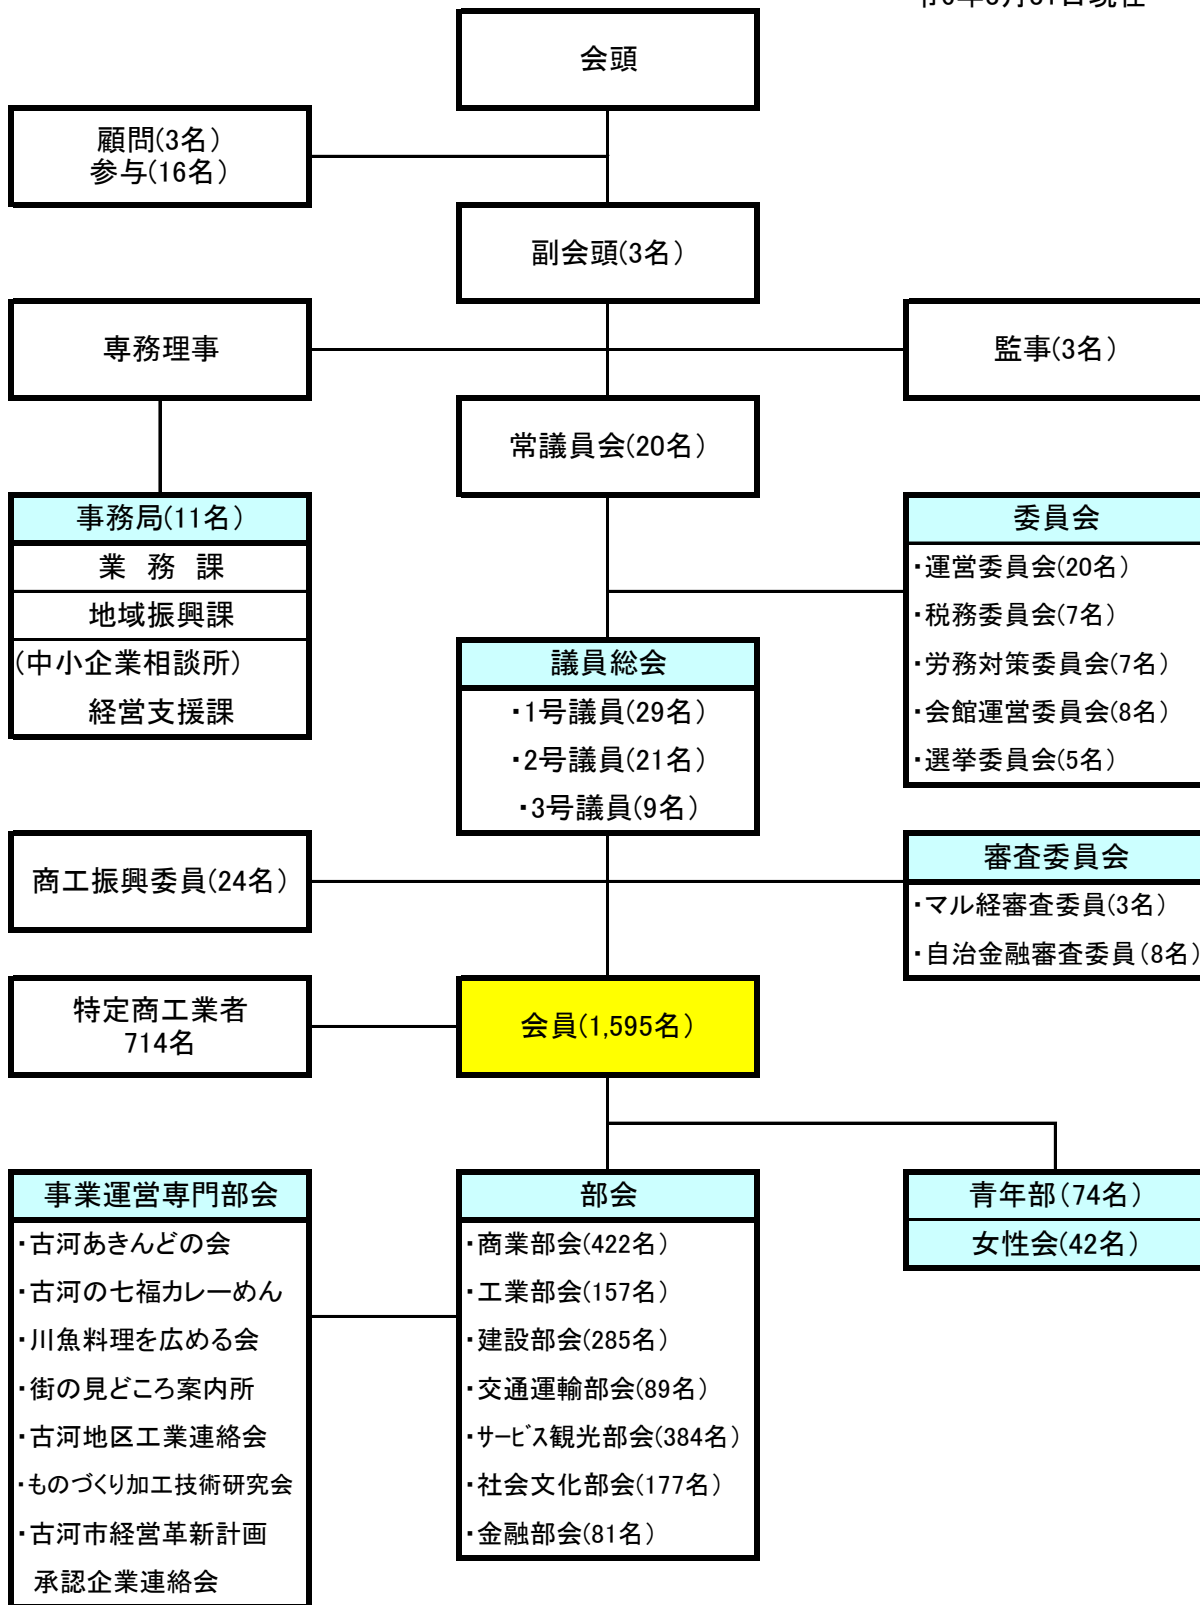 会頭
顧問(3名)
参与(16名)
副会頭(3名)
専務理事
監事(3名)
常議員会(20名)
事務局(11名)
業 務 課
地域振興課
(中小企業相談所)
経営支援課
委員会
・運営委員会(20名)
・税務委員会(7名)
・労務対策委員会(7名)
・会館運営委員会(8名)
・選挙委員会(5名)
議員総会
・1号議員(29名)
・2号議員(21名)
・3号議員(9名)
商工振興委員(24名)
審査委員会
・マル経審査委員(3名)
・自治金融審査委員(8名)
特定商工業者
714名
会員(1,595名)
事業運営専門部会
・古河あきんどの会
・古河の七福カレーめん
・川魚料理を広める会
・街の見どころ案内所
・古河地区工業連絡会
・ものづくり加工技術研究会
・古河市経営革新計画
承認企業連絡会
部会
・商業部会(422名)
・工業部会(157名)
・建設部会(285名)
・交通運輸部会(89名)
・サービス観光部会(384名)
・社会文化部会(177名)
・金融部会(81名)
青年部(74名)
女性会(42名)